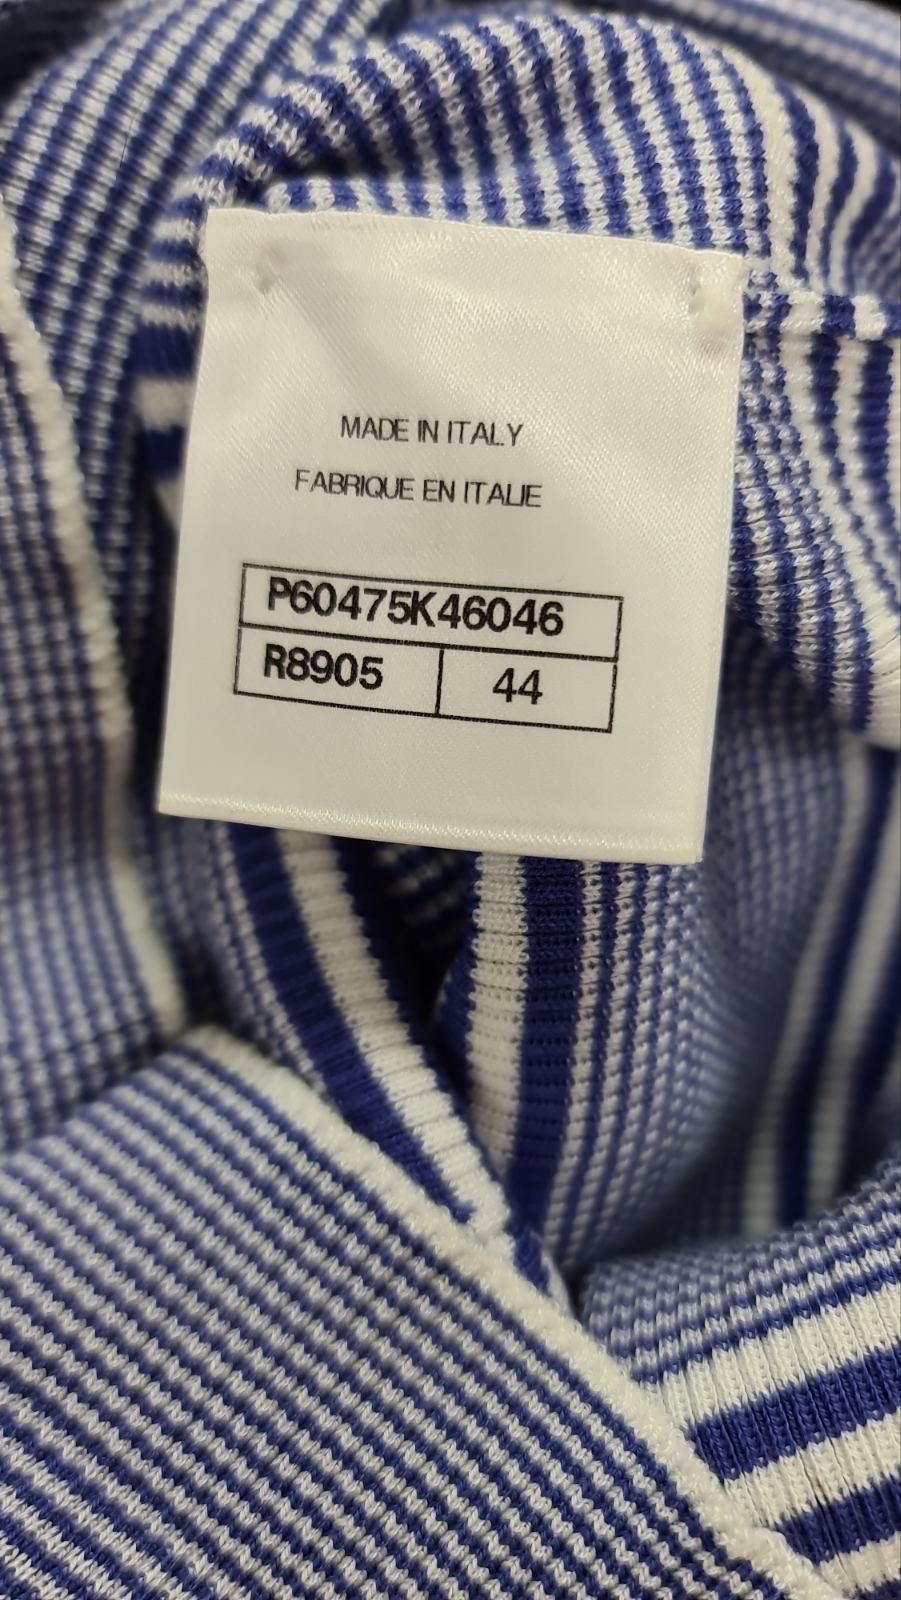 MADE IN ITALY
FABRIQUE EN ITALIE
P60475K46046
R8905 44